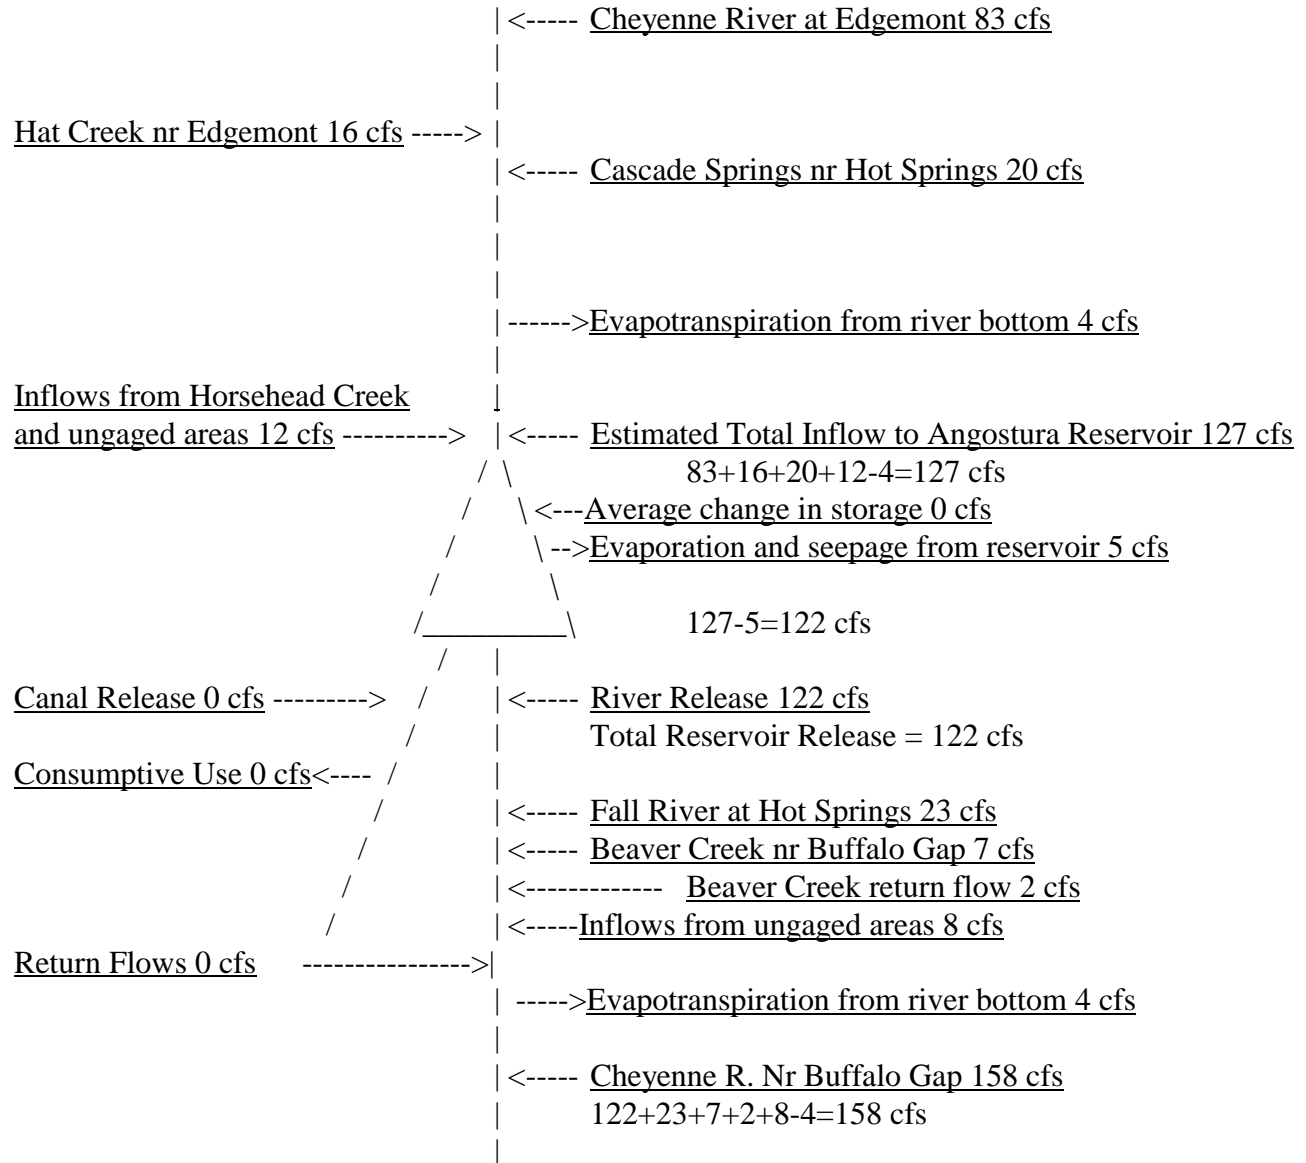 |<----- Cheyenne River at Edgemont 83 cfs
|
|
Hat Creek nr Edgemont 16 cfs -----> |
|<----- Cascade Springs nr Hot Springs 20 cfs
|
|
|
|------>Evapotranspiration from river bottom 4 cfs
|
Inflows from Horsehead Creek |
and ungaged areas 12 cfs ----------> |<----- Estimated Total Inflow to Angostura Reservoir 127 cfs
/ \ 83+16+20+12-4=127 cfs
/ \ <---Average change in storage 0 cfs
/ \-->Evaporation and seepage from reservoir 5 cfs
/ \
/_________\ 127-5=122 cfs
/ |
Canal Release 0 cfs ---------> / |<----- River Release 122 cfs
/ | Total Reservoir Release = 122 cfs
Consumptive Use 0 cfs<---- / |
/ |<----- Fall River at Hot Springs 23 cfs
/ |<----- Beaver Creek nr Buffalo Gap 7 cfs
/ |<------------- Beaver Creek return flow 2 cfs
/ |<-----Inflows from ungaged areas 8 cfs
Return Flows 0 cfs ---------------->|
| ----->Evapotranspiration from river bottom 4 cfs
|
|<----- Cheyenne R. Nr Buffalo Gap 158 cfs
| 122+23+7+2+8-4=158 cfs
|